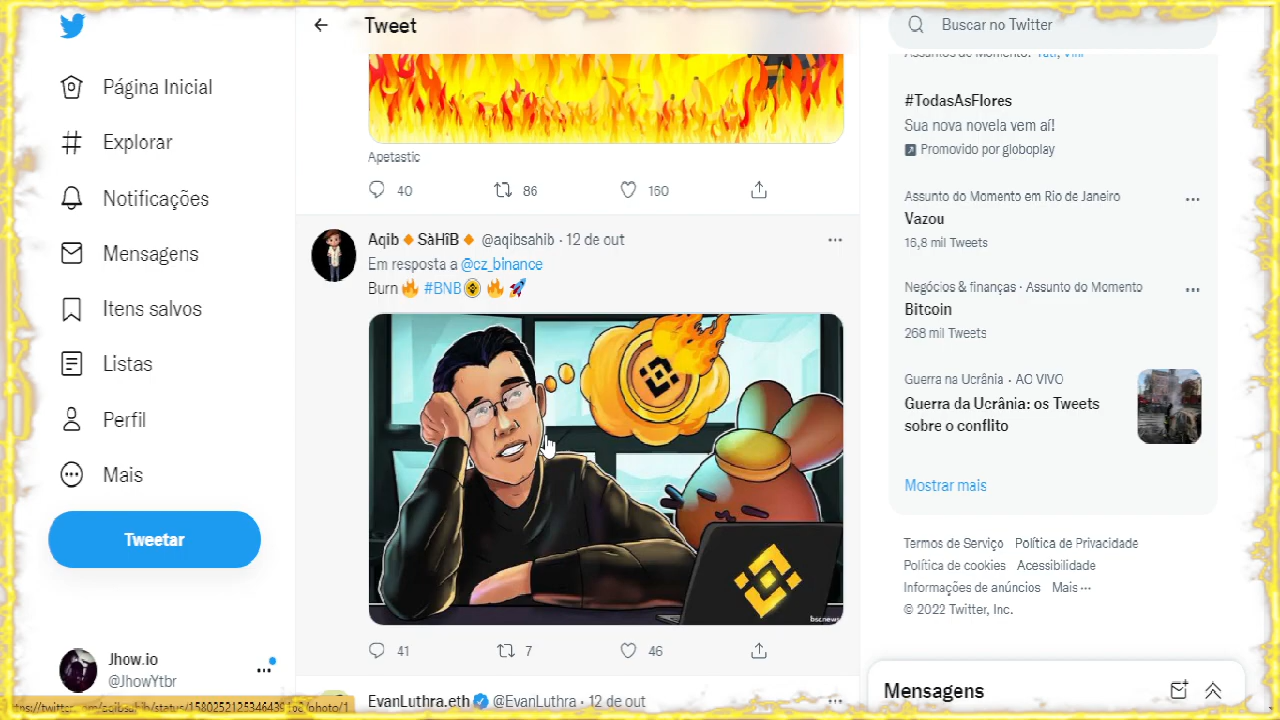 Página Inicial
Explorar
Notificações
Mensagens
Itens salvos
Listas
Perfil
Mais
Tweetar
Jhow.io
@JhowYtbr
Tweet
Apetastic
40 86 160
Aqib SàHîB @aqibsahib · 12 de out
Em resposta a @cz_binance
Burn #BNB
bsc.news
41 7 46
EvanLuthra.eth @EvanLuthra · 12 de out
Buscar no Twitter
Assuntos do Momento:
#TodasAsFlores
Sua nova novela vem aí!
Promovido por globoplay
Assunto do Momento em Rio de Janeiro
Vazou
16,8 mil Tweets
Negócios & finanças · Assunto do Momento
Bitcoin
268 mil Tweets
Guerra na Ucrânia · AO VIVO
Guerra da Ucrânia: os Tweets
sobre o conflito
Mostrar mais
Termos de Serviço Política de Privacidade
Política de cookies Acessibilidade
Informações de anúncios Mais ···
© 2022 Twitter, Inc.
Mensagens